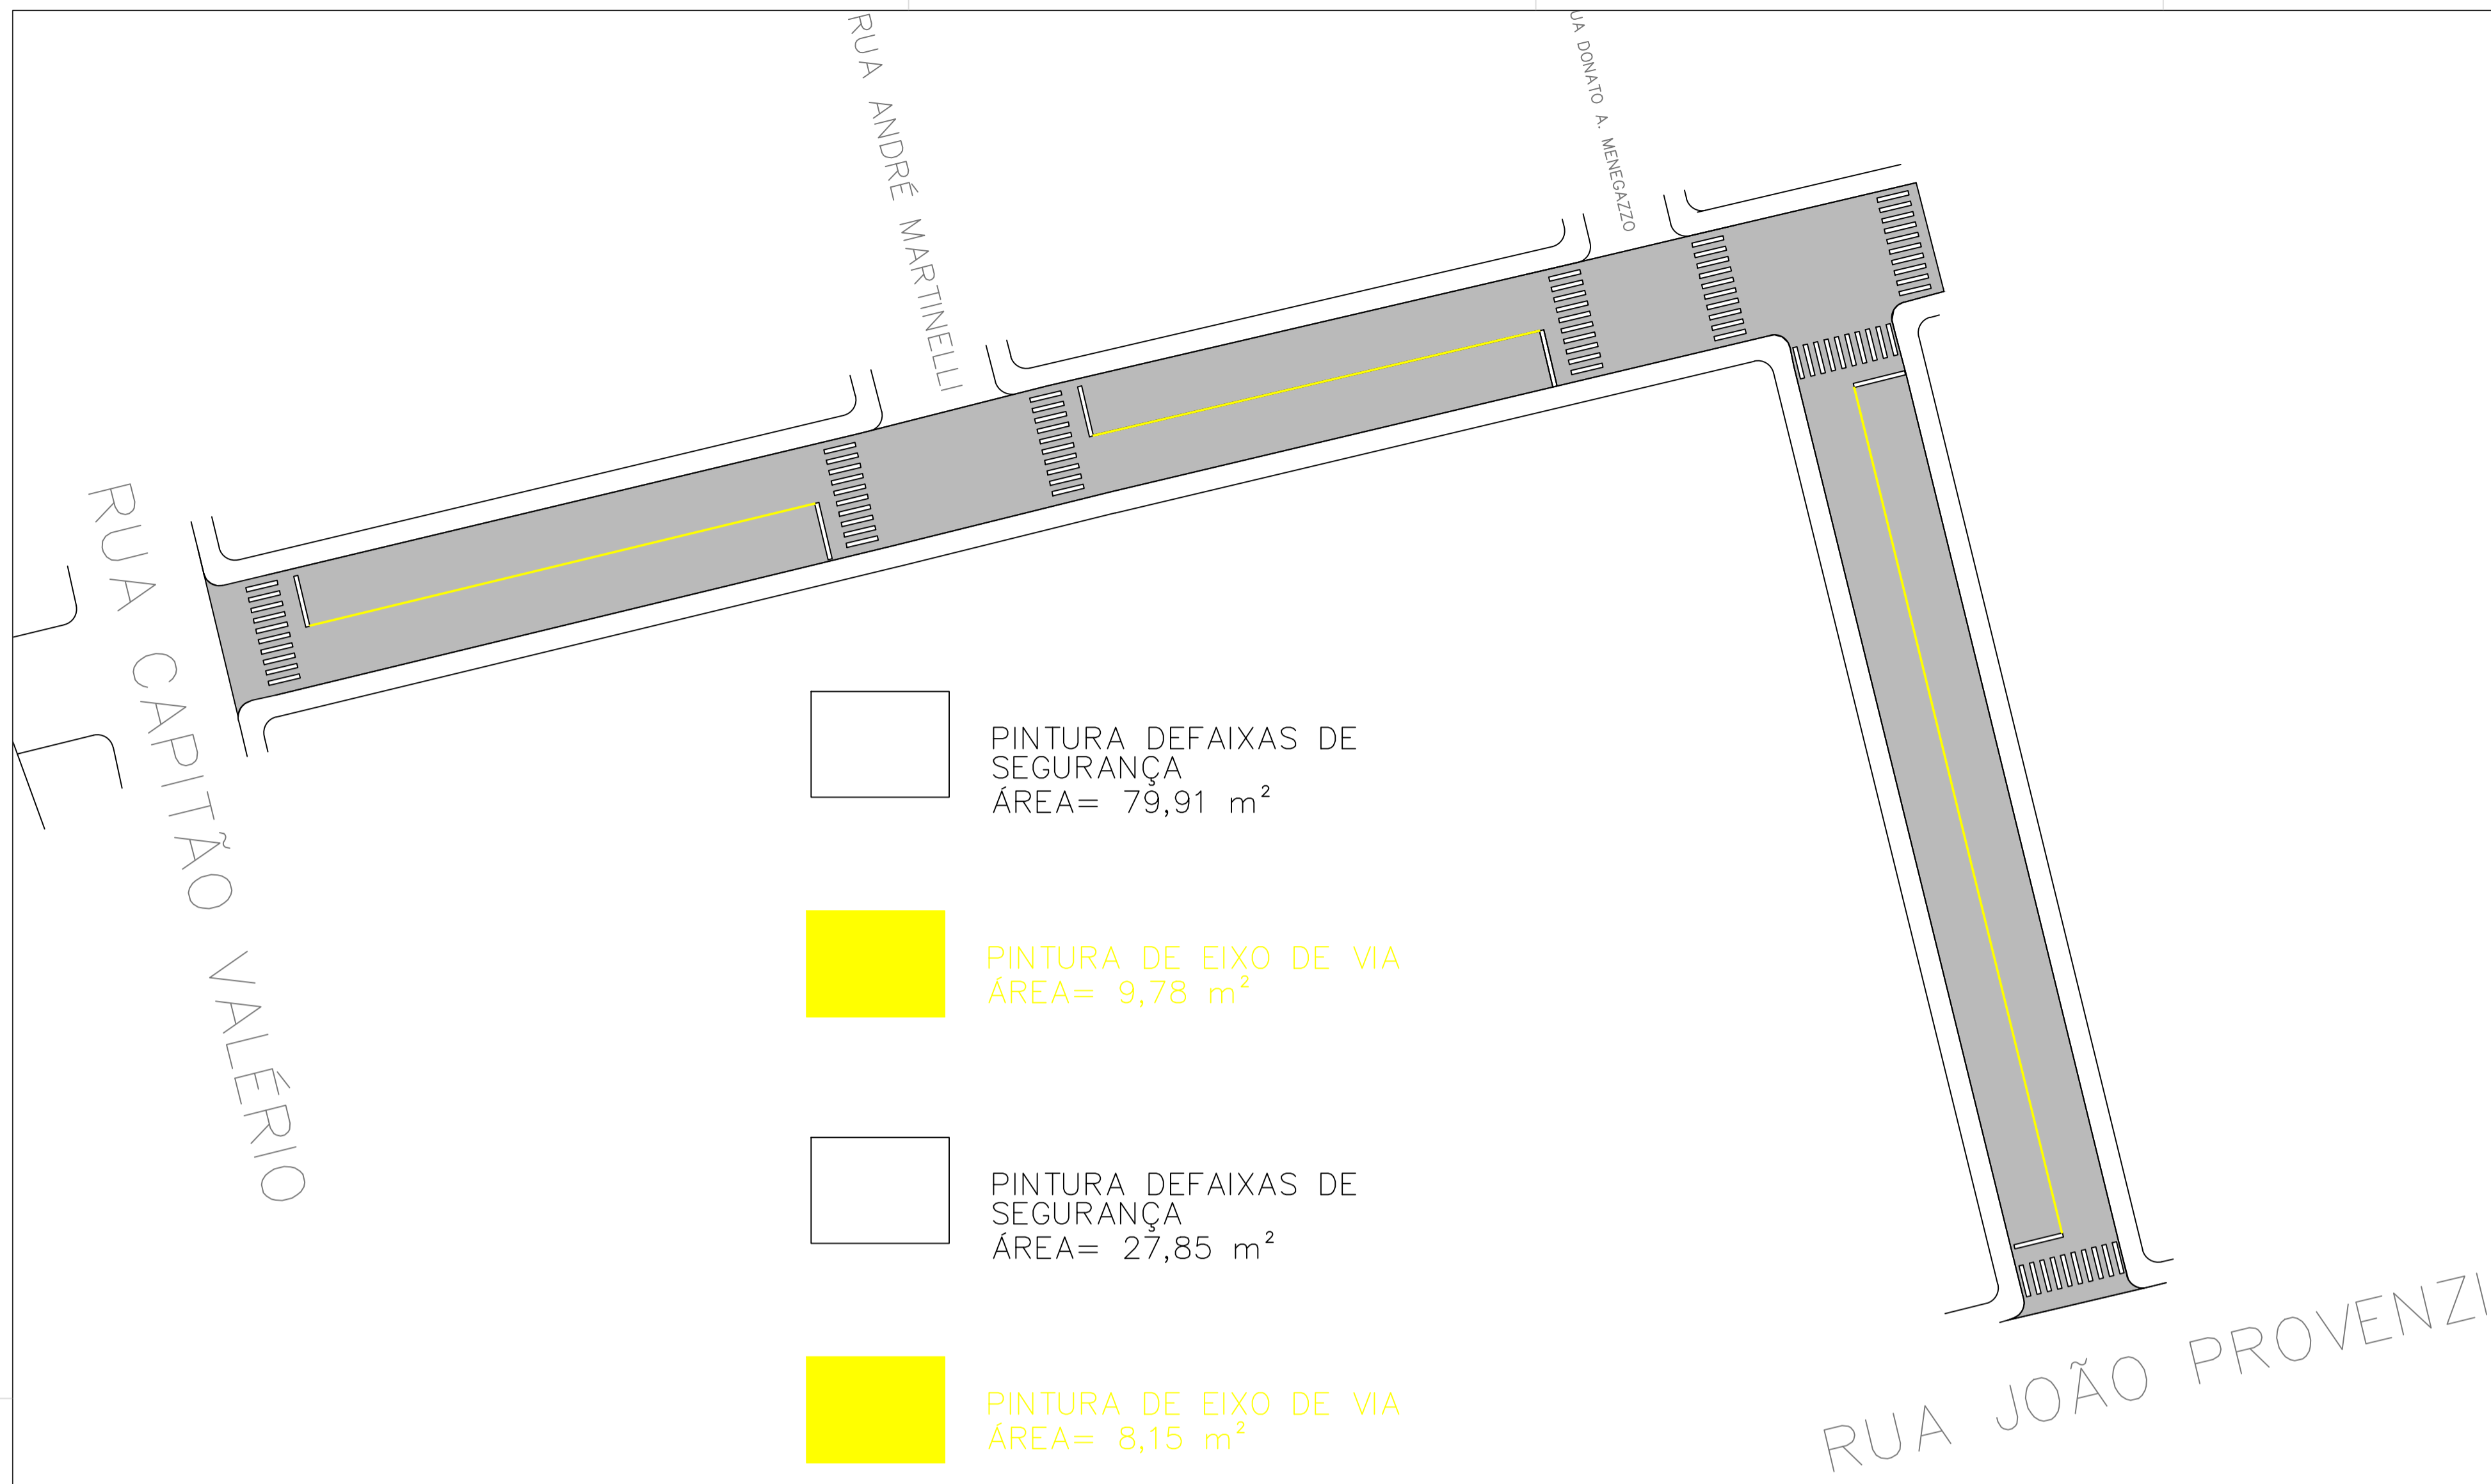 RUA ANDRÉ MARTINELLI
UA DONATO A. MENEGAZZO
RUA CAPITÃO VALÉRIO
PINTURA DEFAIXAS DE
SEGURANÇA
ÁREA= 79,91 m²
PINTURA DE EIXO DE VIA
ÁREA= 9,78 m²
PINTURA DEFAIXAS DE
SEGURANÇA
ÁREA= 27,85 m²
PINTURA DE EIXO DE VIA
ÁREA= 8,15 m²
RUA JOÃO PROVENZI